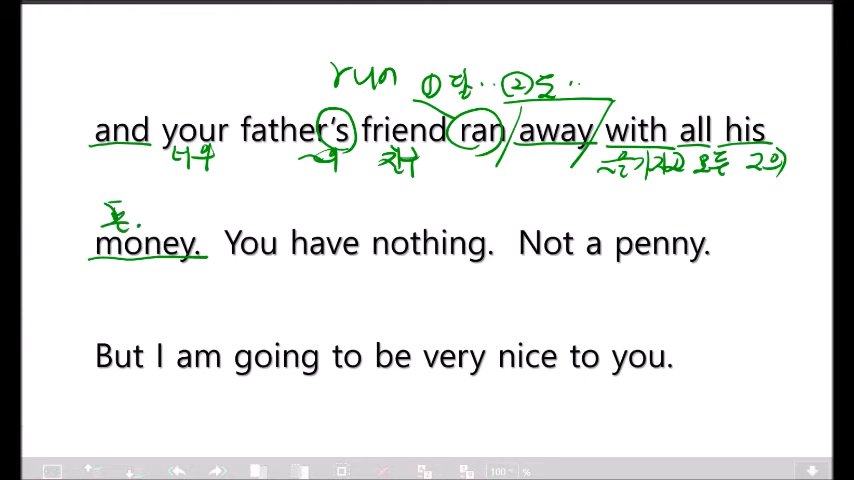 run ① 달‥ ② 도‥
and your father's friend ran away with all his
너의 ~의 친구 ~을 가지고 모든 그의
돈.
money. You have nothing. Not a penny.
But I am going to be very nice to you.
100 %